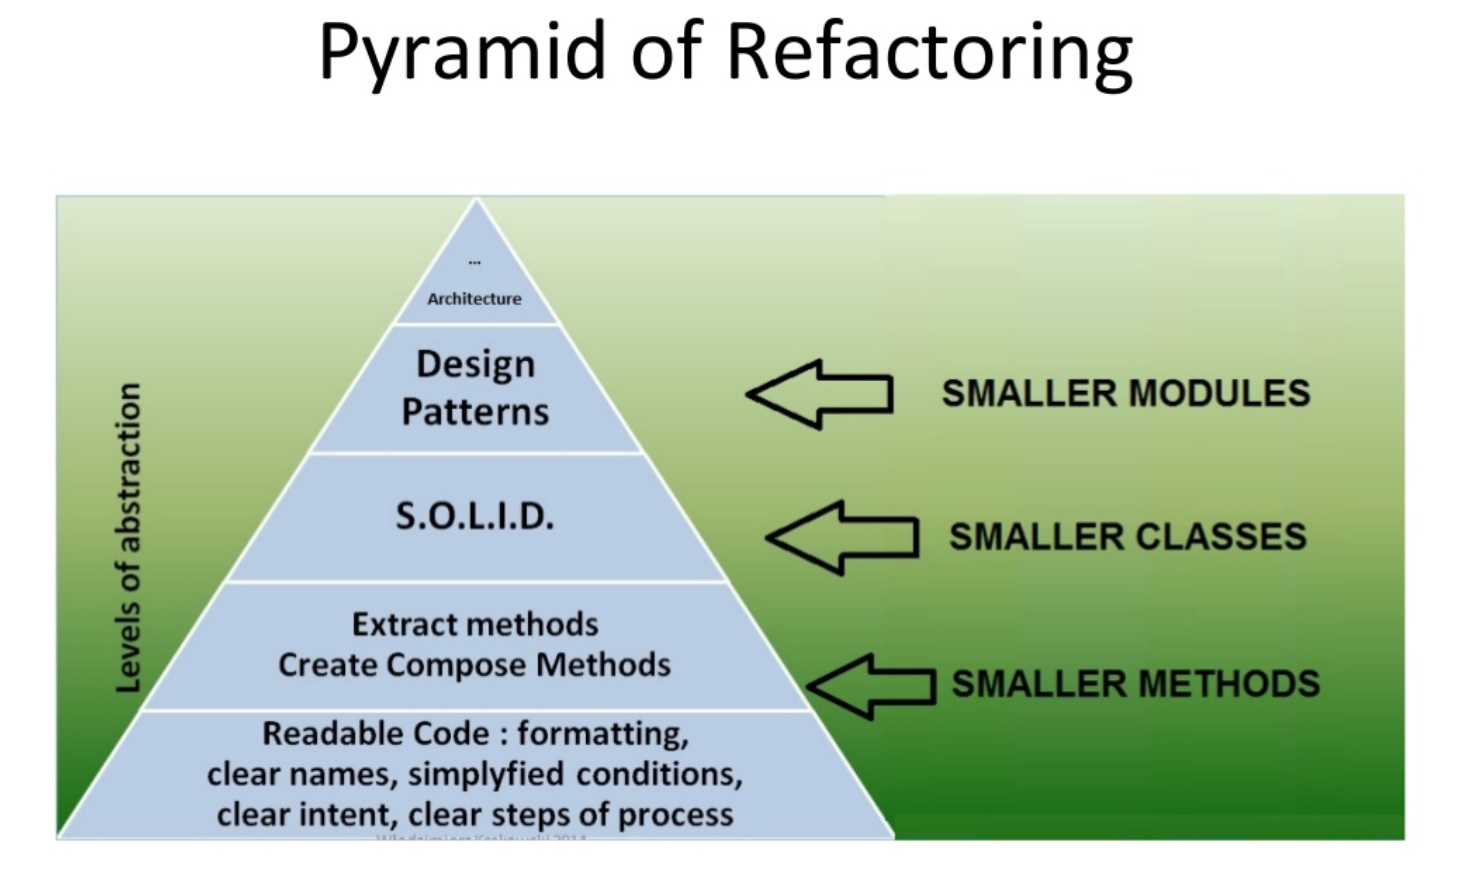 Pyramid of Refactoring
...
Architecture
Design
Patterns
SMALLER MODULES
Levels of abstraction
S.O.L.I.D.
SMALLER CLASSES
Extract methods
Create Compose Methods
SMALLER METHODS
Readable Code : formatting,
clear names, simplyfied conditions,
clear intent, clear steps of process